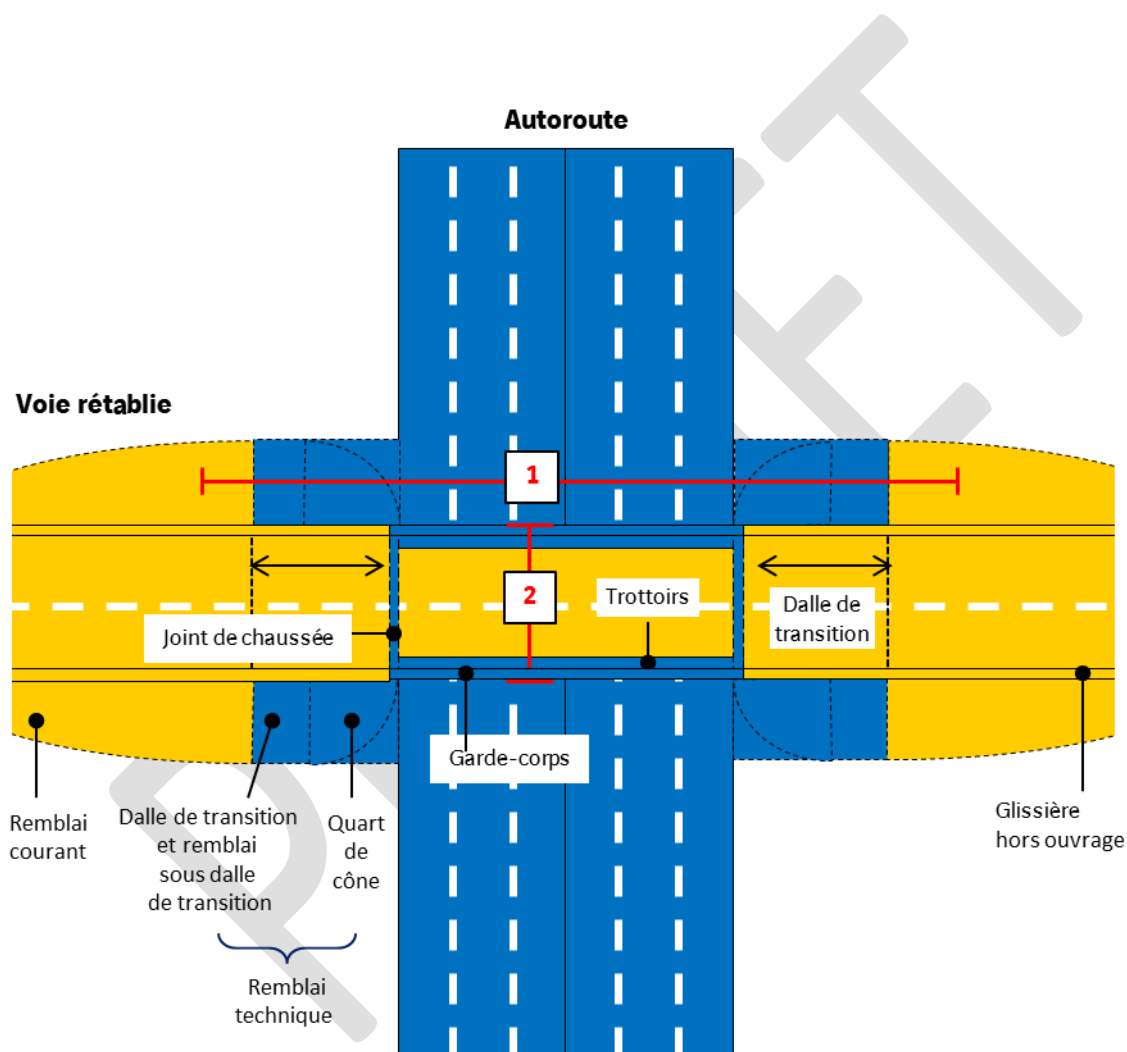 PROJET
Autoroute
Voie rétablie
1
2
Trottoirs
Joint de chaussée
Dalle de
transition
Garde-corps
Remblai
courant
Dalle de transition
et remblai
sous dalle
de transition
Quart
de
cône
Glissière
hors ouvrage
Remblai
technique